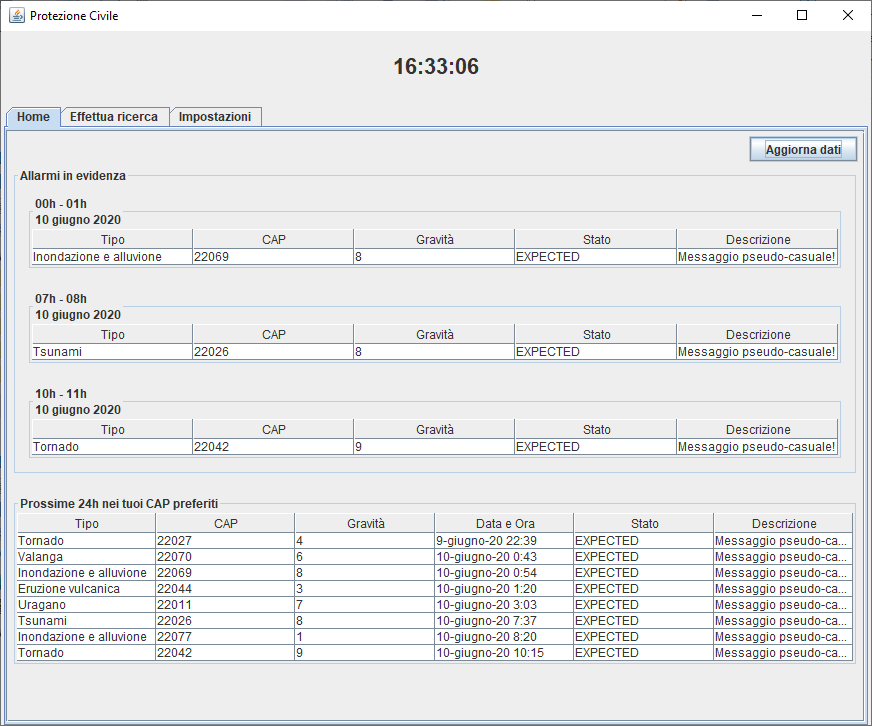 Protezione Civile
16:33:06
Home Effettua ricerca Impostazioni
Aggiorna dati
Allarmi in evidenza
00h - 01h
10 giugno 2020
Tipo CAP Gravità Stato Descrizione
Inondazione e alluvione 22069 8 EXPECTED Messaggio pseudo-casuale!
07h - 08h
10 giugno 2020
Tipo CAP Gravità Stato Descrizione
Tsunami 22026 8 EXPECTED Messaggio pseudo-casuale!
10h - 11h
10 giugno 2020
Tipo CAP Gravità Stato Descrizione
Tornado 22042 9 EXPECTED Messaggio pseudo-casuale!
Prossime 24h nei tuoi CAP preferiti
Tipo CAP Gravità Data e Ora Stato Descrizione
Tornado 22027 4 9-giugno-20 22:39 EXPECTED Messaggio pseudo-ca...
Valanga 22070 6 10-giugno-20 0:43 EXPECTED Messaggio pseudo-ca...
Inondazione e alluvione 22069 8 10-giugno-20 0:54 EXPECTED Messaggio pseudo-ca...
Eruzione vulcanica 22044 3 10-giugno-20 1:20 EXPECTED Messaggio pseudo-ca...
Uragano 22011 7 10-giugno-20 3:03 EXPECTED Messaggio pseudo-ca...
Tsunami 22026 8 10-giugno-20 7:37 EXPECTED Messaggio pseudo-ca...
Inondazione e alluvione 22077 1 10-giugno-20 8:20 EXPECTED Messaggio pseudo-ca...
Tornado 22042 9 10-giugno-20 10:15 EXPECTED Messaggio pseudo-ca...